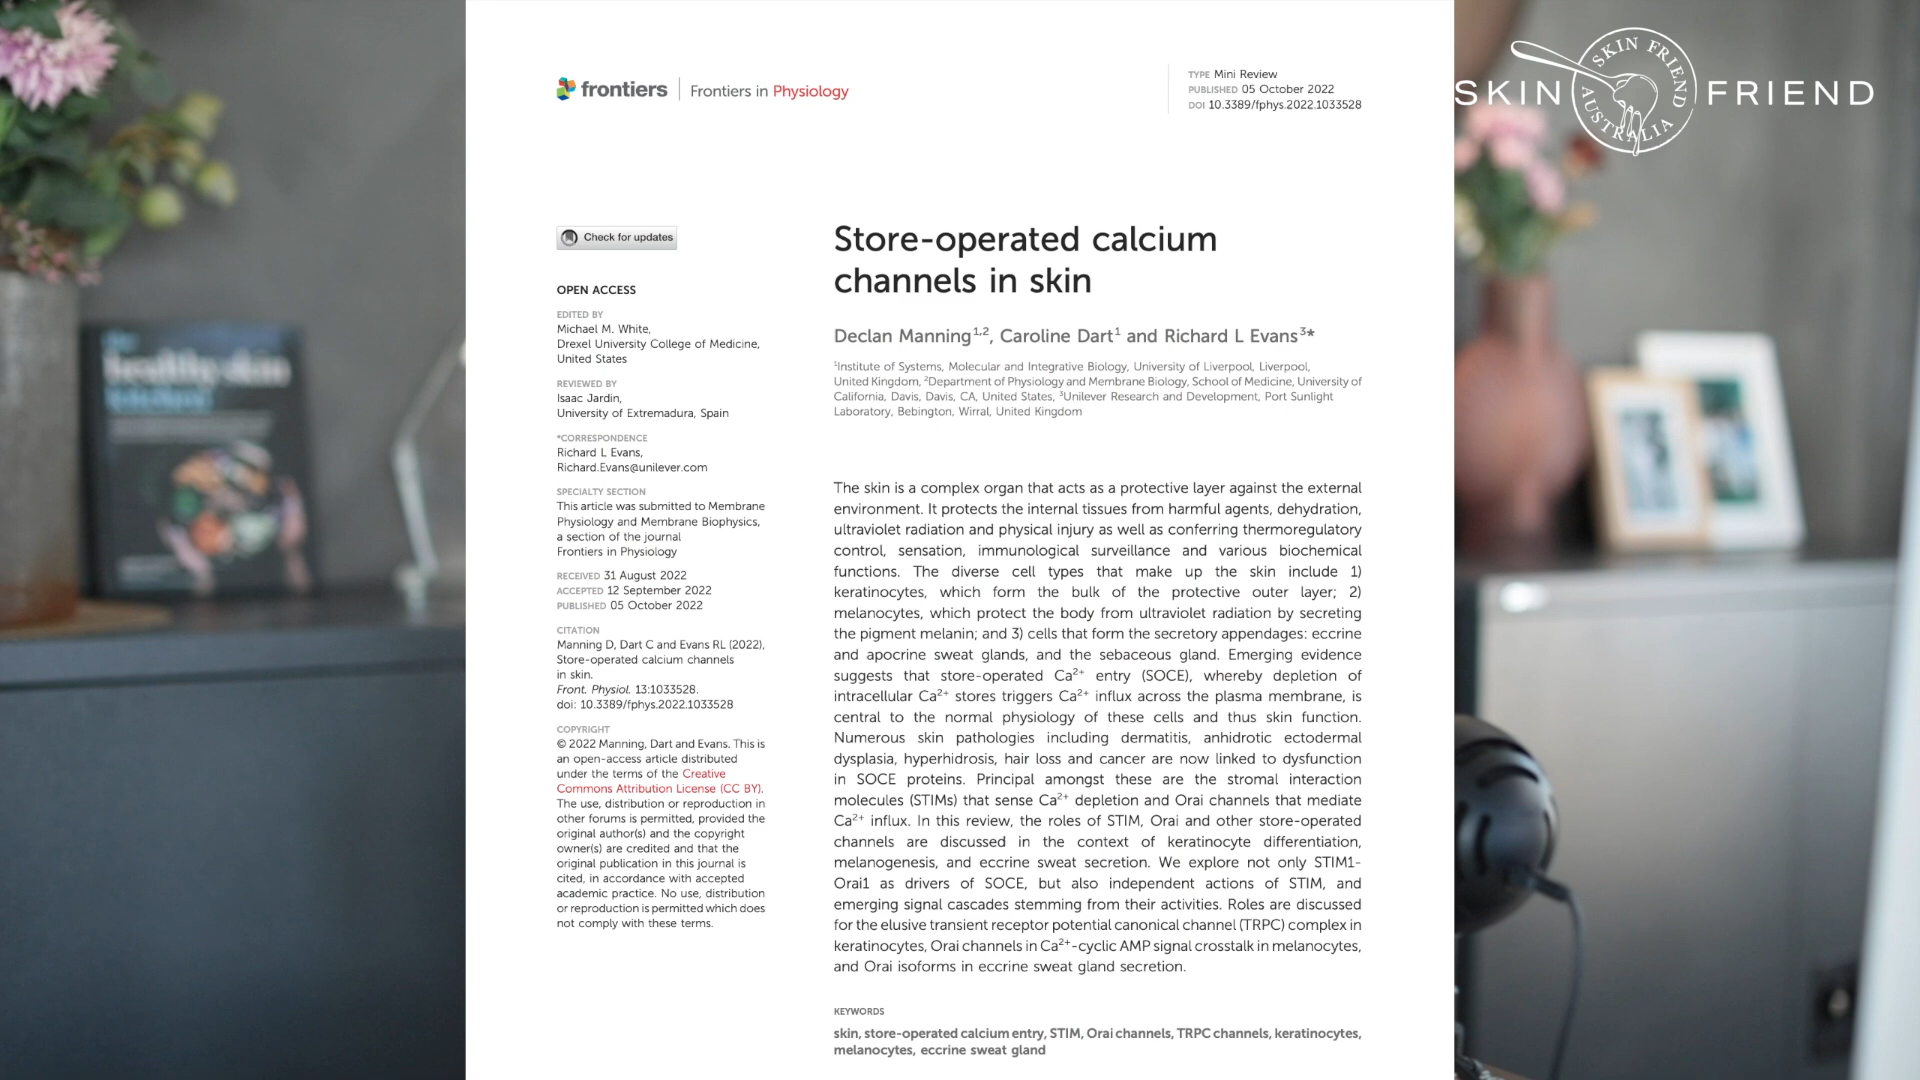 frontiers | Frontiers in Physiology
TYPE Mini Review
PUBLISHED 05 October 2022
DOI 10.3389/fphys.2022.1033528
SKIN FRIEND
SKIN FRIEND
AUSTRALIA
Check for updates
OPEN ACCESS
EDITED BY
Michael M. White,
Drexel University College of Medicine,
United States
REVIEWED BY
Isaac Jardin,
University of Extremadura, Spain
*CORRESPONDENCE
Richard L Evans,
Richard.Evans@unilever.com
SPECIALTY SECTION
This article was submitted to Membrane
Physiology and Membrane Biophysics,
a section of the journal
Frontiers in Physiology
RECEIVED 31 August 2022
ACCEPTED 12 September 2022
PUBLISHED 05 October 2022
CITATION
Manning D, Dart C and Evans RL (2022),
Store-operated calcium channels
in skin.
Front. Physiol. 13:1033528.
doi: 10.3389/fphys.2022.1033528
COPYRIGHT
© 2022 Manning, Dart and Evans. This is
an open-access article distributed
under the terms of the Creative
Commons Attribution License (CC BY).
The use, distribution or reproduction in
other forums is permitted, provided the
original author(s) and the copyright
owner(s) are credited and that the
original publication in this journal is
cited, in accordance with accepted
academic practice. No use, distribution
or reproduction is permitted which does
not comply with these terms.
Store-operated calcium
channels in skin
Declan Manning1,2, Caroline Dart1 and Richard L Evans3*
1Institute of Systems, Molecular and Integrative Biology, University of Liverpool, Liverpool,
United Kingdom, 2Department of Physiology and Membrane Biology, School of Medicine, University of
California, Davis, Davis, CA, United States, 3Unilever Research and Development, Port Sunlight
Laboratory, Bebington, Wirral, United Kingdom
The skin is a complex organ that acts as a protective layer against the external
environment. It protects the internal tissues from harmful agents, dehydration,
ultraviolet radiation and physical injury as well as conferring thermoregulatory
control, sensation, immunological surveillance and various biochemical
functions. The diverse cell types that make up the skin include 1)
keratinocytes, which form the bulk of the protective outer layer; 2)
melanocytes, which protect the body from ultraviolet radiation by secreting
the pigment melanin; and 3) cells that form the secretory appendages: eccrine
and apocrine sweat glands, and the sebaceous gland. Emerging evidence
suggests that store-operated Ca2+ entry (SOCE), whereby depletion of
intracellular Ca2+ stores triggers Ca2+ influx across the plasma membrane, is
central to the normal physiology of these cells and thus skin function.
Numerous skin pathologies including dermatitis, anhidrotic ectodermal
dysplasia, hyperhidrosis, hair loss and cancer are now linked to dysfunction
in SOCE proteins. Principal amongst these are the stromal interaction
molecules (STIMs) that sense Ca2+ depletion and Orai channels that mediate
Ca2+ influx. In this review, the roles of STIM, Orai and other store-operated
channels are discussed in the context of keratinocyte differentiation,
melanogenesis, and eccrine sweat secretion. We explore not only STIM1-
Orai1 as drivers of SOCE, but also independent actions of STIM, and
emerging signal cascades stemming from their activities. Roles are discussed
for the elusive transient receptor potential canonical channel (TRPC) complex in
keratinocytes, Orai channels in Ca2+-cyclic AMP signal crosstalk in melanocytes,
and Orai isoforms in eccrine sweat gland secretion.
KEYWORDS
skin, store-operated calcium entry, STIM, Orai channels, TRPC channels, keratinocytes,
melanocytes, eccrine sweat gland
healthy skin
kitchen